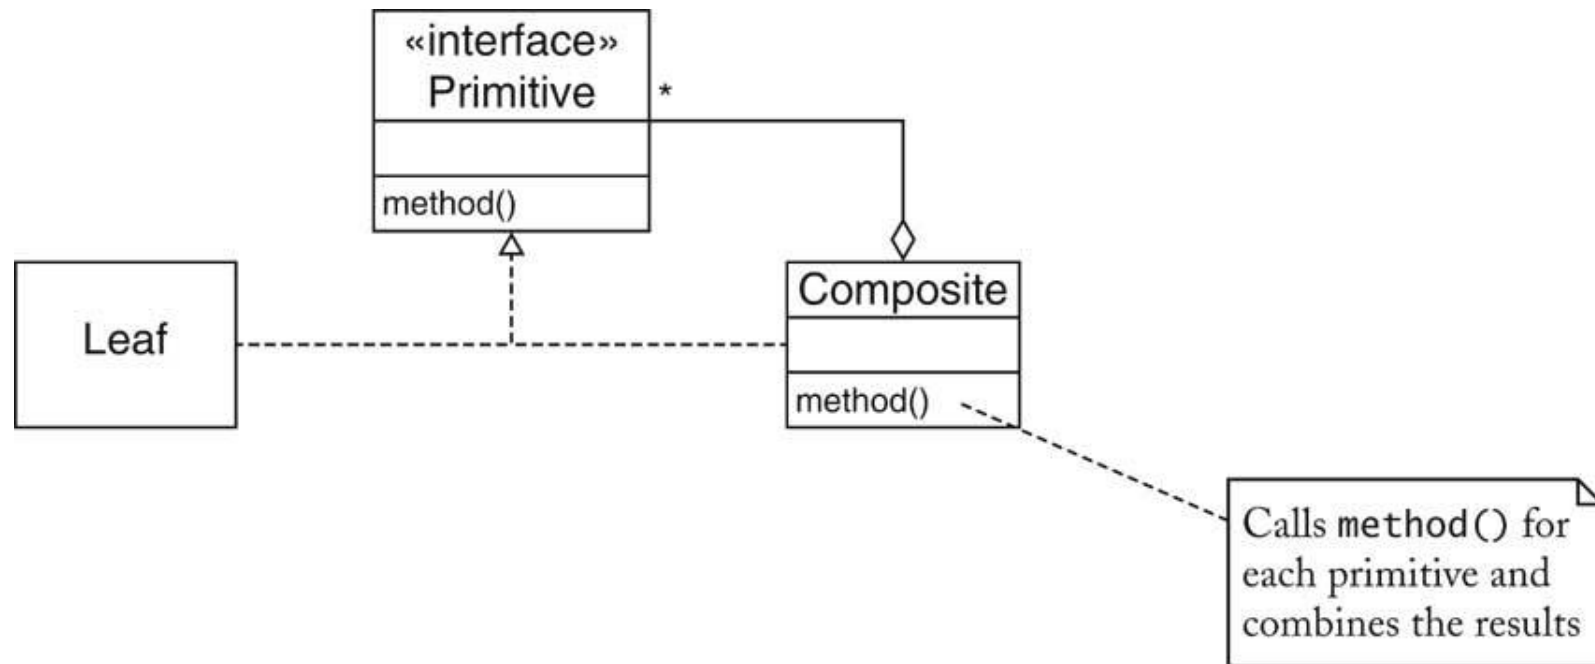 «interface»
Primitive
*
method()
Leaf
Composite
method()
Calls method() for
each primitive and
combines the results